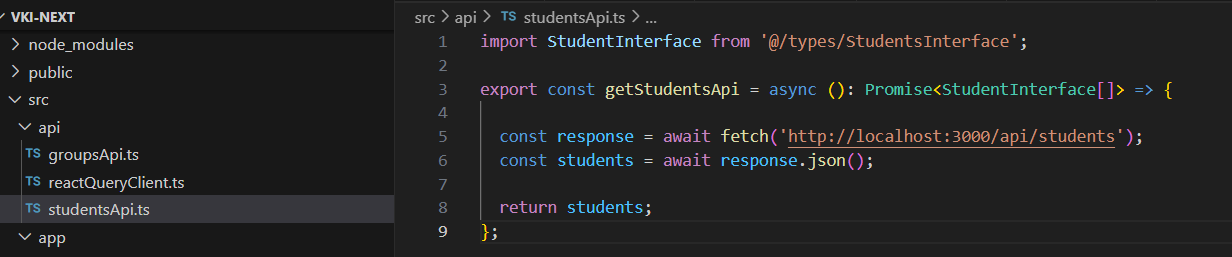 VKI-NEXT
node_modules
public
src
api
TS groupsApi.ts
TS reactQueryClient.ts
TS studentsApi.ts
app
src > api > TS studentsApi.ts > ...
1 import StudentInterface from '@/types/StudentsInterface';
2
3 export const getStudentsApi = async (): Promise<StudentInterface[]> => {
4
5 const response = await fetch('http://localhost:3000/api/students');
6 const students = await response.json();
7
8 return students;
9 };